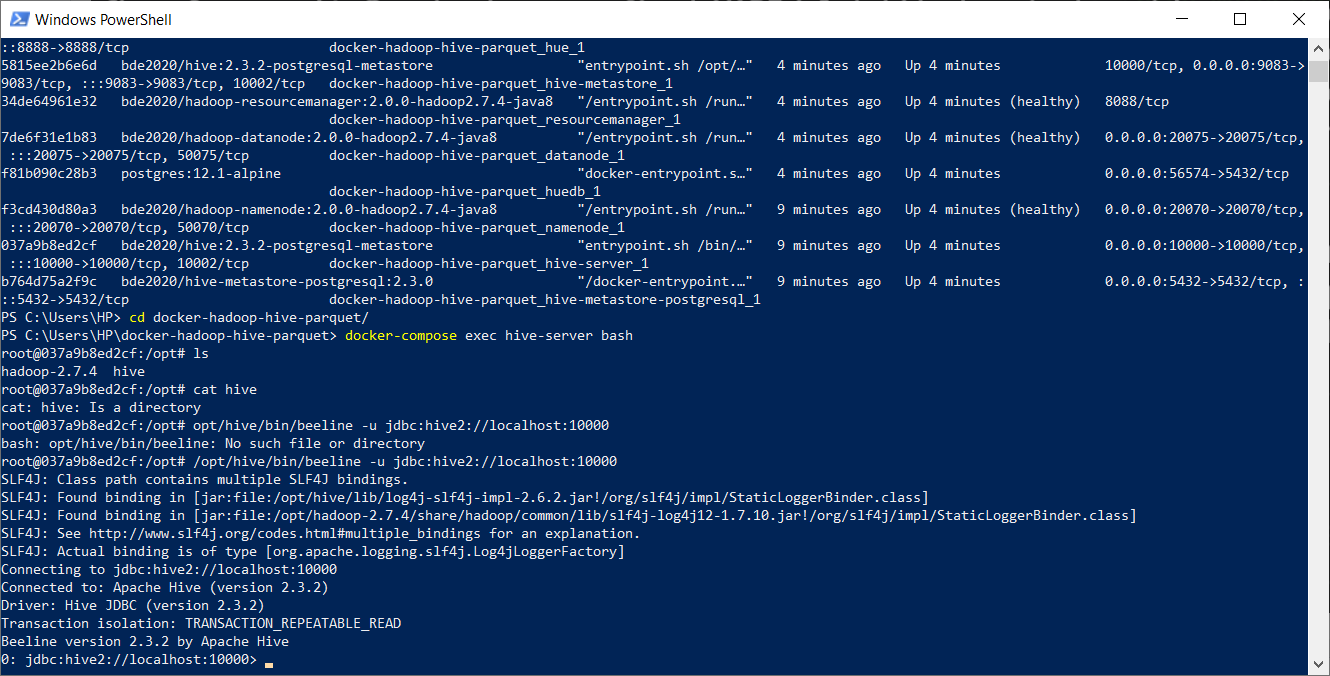 Windows PowerShell
::8888->8888/tcp                         docker-hadoop-hive-parquet_hue_1
5815ee2b6e6d   bde2020/hive:2.3.2-postgresql-metastore                  "entrypoint.sh /opt/…"   4 minutes ago   Up 4 minutes             10000/tcp, 0.0.0.0:9083->
9083/tcp, :::9083->9083/tcp, 10002/tcp   docker-hadoop-hive-parquet_hive-metastore_1
34de64961e32   bde2020/hadoop-resourcemanager:2.0.0-hadoop2.7.4-java8   "/entrypoint.sh /run…"   4 minutes ago   Up 4 minutes (healthy)   8088/tcp
                                         docker-hadoop-hive-parquet_resourcemanager_1
7de6f31e1b83   bde2020/hadoop-datanode:2.0.0-hadoop2.7.4-java8          "/entrypoint.sh /run…"   4 minutes ago   Up 4 minutes (healthy)   0.0.0.0:20075->20075/tcp,
 :::20075->20075/tcp, 50075/tcp          docker-hadoop-hive-parquet_datanode_1
f81b090c28b3   postgres:12.1-alpine                                     "docker-entrypoint.s…"   4 minutes ago   Up 4 minutes             0.0.0.0:56574->5432/tcp
                                         docker-hadoop-hive-parquet_huedb_1
f3cd430d80a3   bde2020/hadoop-namenode:2.0.0-hadoop2.7.4-java8          "/entrypoint.sh /run…"   9 minutes ago   Up 4 minutes (healthy)   0.0.0.0:20070->20070/tcp,
 :::20070->20070/tcp, 50070/tcp          docker-hadoop-hive-parquet_namenode_1
037a9b8ed2cf   bde2020/hive:2.3.2-postgresql-metastore                  "entrypoint.sh /bin/…"   9 minutes ago   Up 4 minutes             0.0.0.0:10000->10000/tcp,
 :::10000->10000/tcp, 10002/tcp          docker-hadoop-hive-parquet_hive-server_1
b764d75a2f9c   bde2020/hive-metastore-postgresql:2.3.0                  "/docker-entrypoint.…"   9 minutes ago   Up 4 minutes             0.0.0.0:5432->5432/tcp, :
::5432->5432/tcp                         docker-hadoop-hive-parquet_hive-metastore-postgresql_1
PS C:\Users\HP> cd docker-hadoop-hive-parquet/
PS C:\Users\HP\docker-hadoop-hive-parquet> docker-compose exec hive-server bash
root@037a9b8ed2cf:/opt# ls
hadoop-2.7.4  hive
root@037a9b8ed2cf:/opt# cat hive
cat: hive: Is a directory
root@037a9b8ed2cf:/opt# opt/hive/bin/beeline -u jdbc:hive2://localhost:10000
bash: opt/hive/bin/beeline: No such file or directory
root@037a9b8ed2cf:/opt# /opt/hive/bin/beeline -u jdbc:hive2://localhost:10000
SLF4J: Class path contains multiple SLF4J bindings.
SLF4J: Found binding in [jar:file:/opt/hive/lib/log4j-slf4j-impl-2.6.2.jar!/org/slf4j/impl/StaticLoggerBinder.class]
SLF4J: Found binding in [jar:file:/opt/hadoop-2.7.4/share/hadoop/common/lib/slf4j-log4j12-1.7.10.jar!/org/slf4j/impl/StaticLoggerBinder.class]
SLF4J: See http://www.slf4j.org/codes.html#multiple_bindings for an explanation.
SLF4J: Actual binding is of type [org.apache.logging.slf4j.Log4jLoggerFactory]
Connecting to jdbc:hive2://localhost:10000
Connected to: Apache Hive (version 2.3.2)
Driver: Hive JDBC (version 2.3.2)
Transaction isolation: TRANSACTION_REPEATABLE_READ
Beeline version 2.3.2 by Apache Hive
0: jdbc:hive2://localhost:10000>